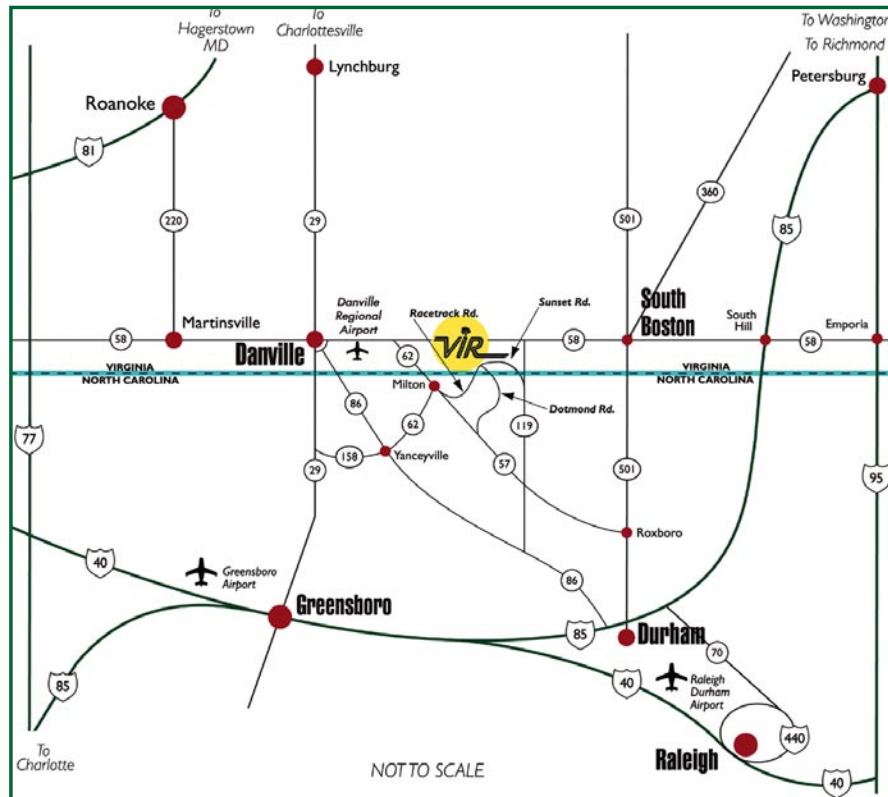 To
Hagerstown
MD
To
Charlottesville
To Washington
To Richmond
Lynchburg
Petersburg
Roanoke
81
220
29
501
360
85
Martinsville
Danville
Regional
Airport
Racetrack Rd.
Sunset Rd.
South
Boston
South
Hill
Emporia
58
Danville
62
VIR
58
58
VIRGINIA
NORTH CAROLINA
VIRGINIA
NORTH CAROLINA
Milton
Dotmond Rd.
86
62
119
77
158
Yanceyville
29
57
501
95
Roxboro
40
Greensboro
Airport
86
Greensboro
85
Durham
70
85
40
Raleigh
Durham
Airport
440
To
Charlotte
NOT TO SCALE
Raleigh
40